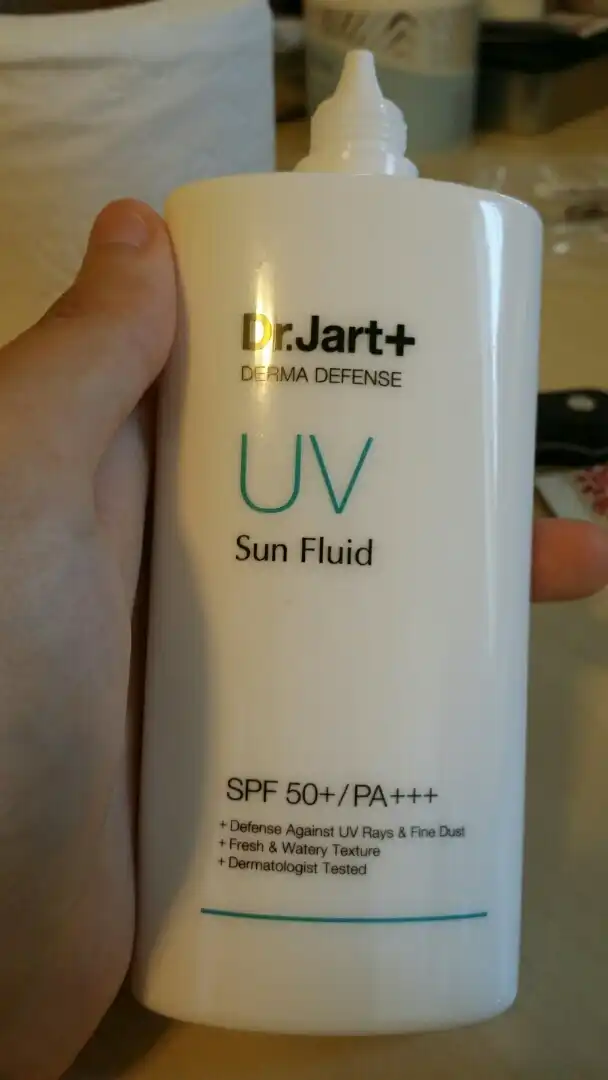 Dr.Jart+
DERMA DEFENSE
UV
Sun Fluid
SPF 50+/PA+++
+ Defense Against UV Rays & Fine Dust
+ Fresh & Watery Texture
+ Dermatologist Tested